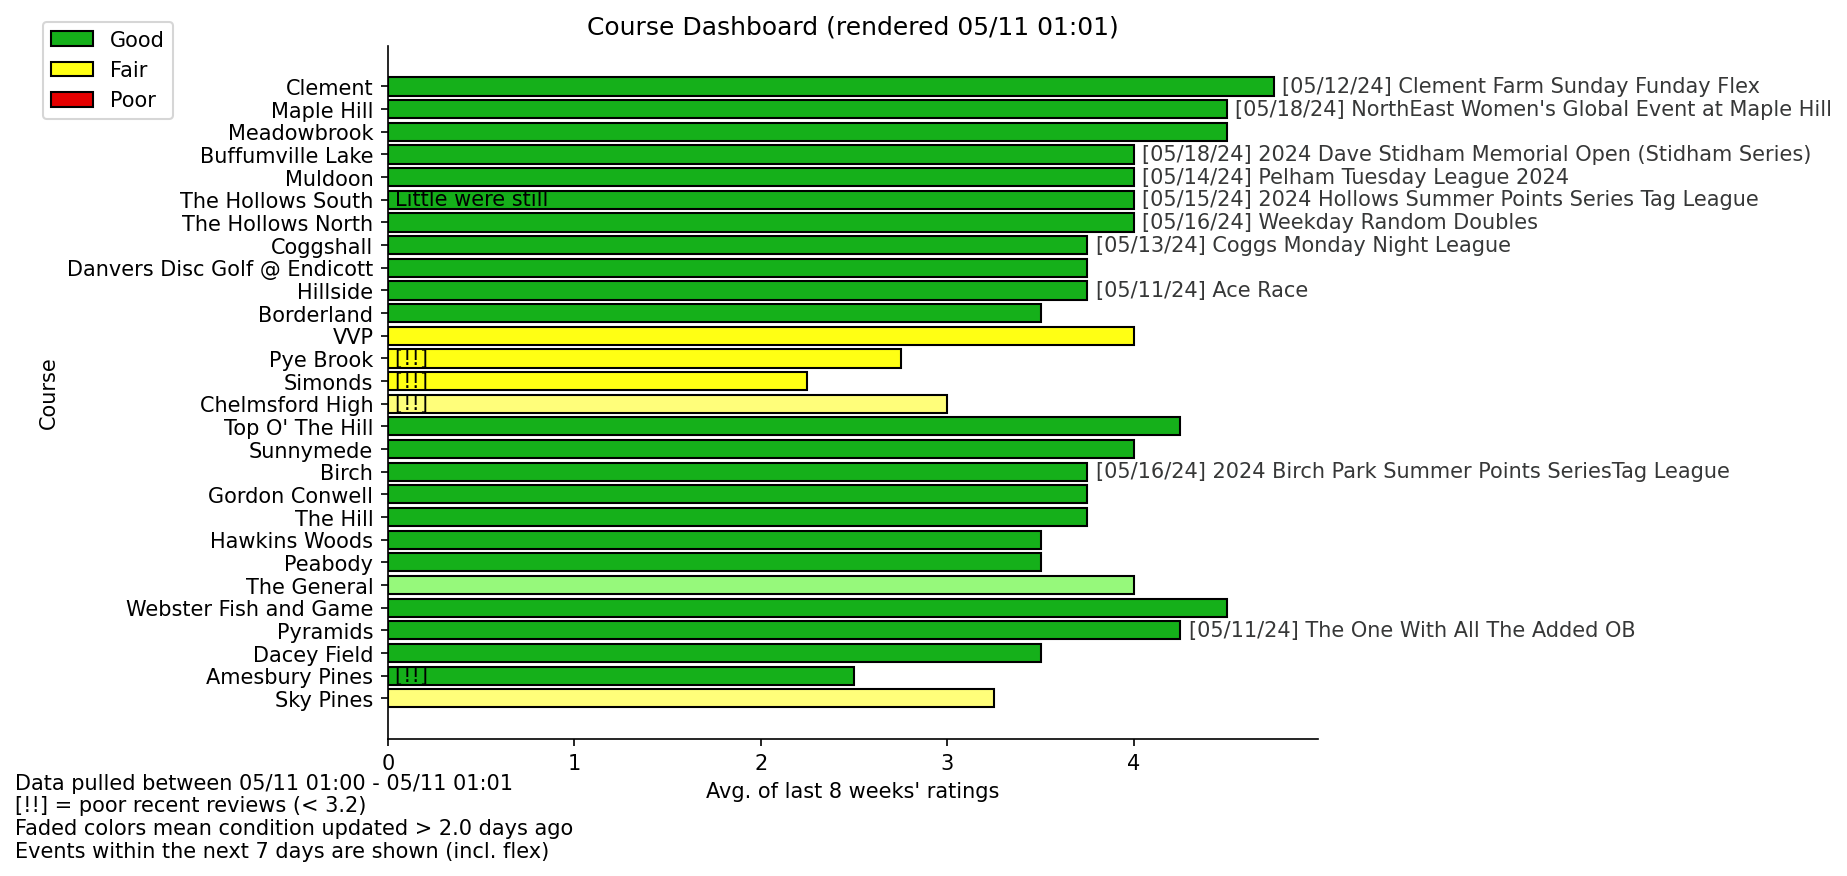 Course Dashboard (rendered 05/11 01:01)
Good
Fair
Poor
Clement [05/12/24] Clement Farm Sunday Funday Flex
Maple Hill [05/18/24] NorthEast Women's Global Event at Maple Hill
Meadowbrook
Buffumville Lake [05/18/24] 2024 Dave Stidham Memorial Open (Stidham Series)
Muldoon [05/14/24] Pelham Tuesday League 2024
The Hollows South Little were still [05/15/24] 2024 Hollows Summer Points Series Tag League
The Hollows North [05/16/24] Weekday Random Doubles
Coggshall [05/13/24] Coggs Monday Night League
Danvers Disc Golf @ Endicott
Hillside [05/11/24] Ace Race
Borderland
VVP
Pye Brook [!!]
Simonds [!!]
Chelmsford High [!!]
Top O' The Hill
Sunnymede
Birch [05/16/24] 2024 Birch Park Summer Points SeriesTag League
Gordon Conwell
The Hill
Hawkins Woods
Peabody
The General
Webster Fish and Game
Pyramids [05/11/24] The One With All The Added OB
Dacey Field
Amesbury Pines [!!]
Sky Pines
Course
0 1 2 3 4
Avg. of last 8 weeks' ratings
Data pulled between 05/11 01:00 - 05/11 01:01
[!!] = poor recent reviews (< 3.2)
Faded colors mean condition updated > 2.0 days ago
Events within the next 7 days are shown (incl. flex)